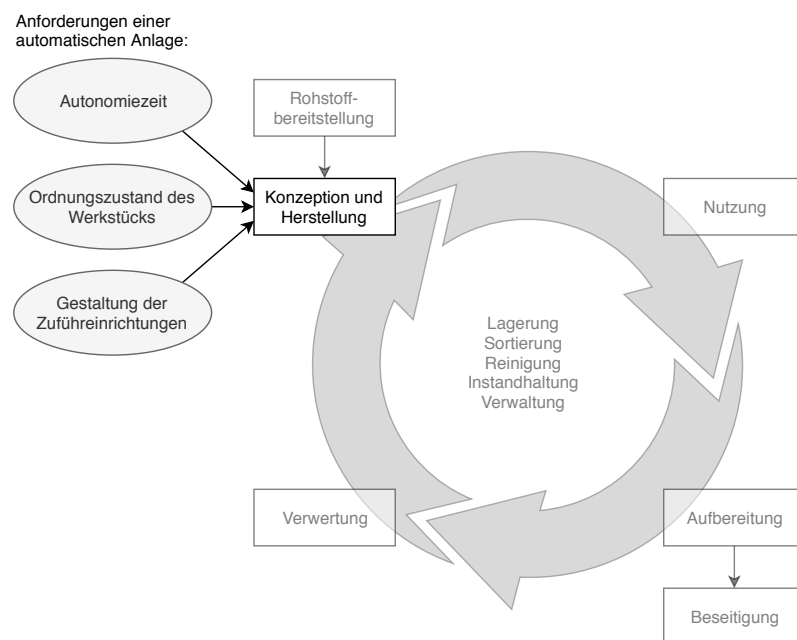 Anforderungen einer
automatischen Anlage:
Autonomiezeit
Rohstoff-
bereitstellung
Ordnungszustand des
Werkstücks
Konzeption und
Herstellung
Nutzung
Gestaltung der
Zuführeinrichtungen
Lagerung
Sortierung
Reinigung
Instandhaltung
Verwaltung
Verwertung
Aufbereitung
Beseitigung